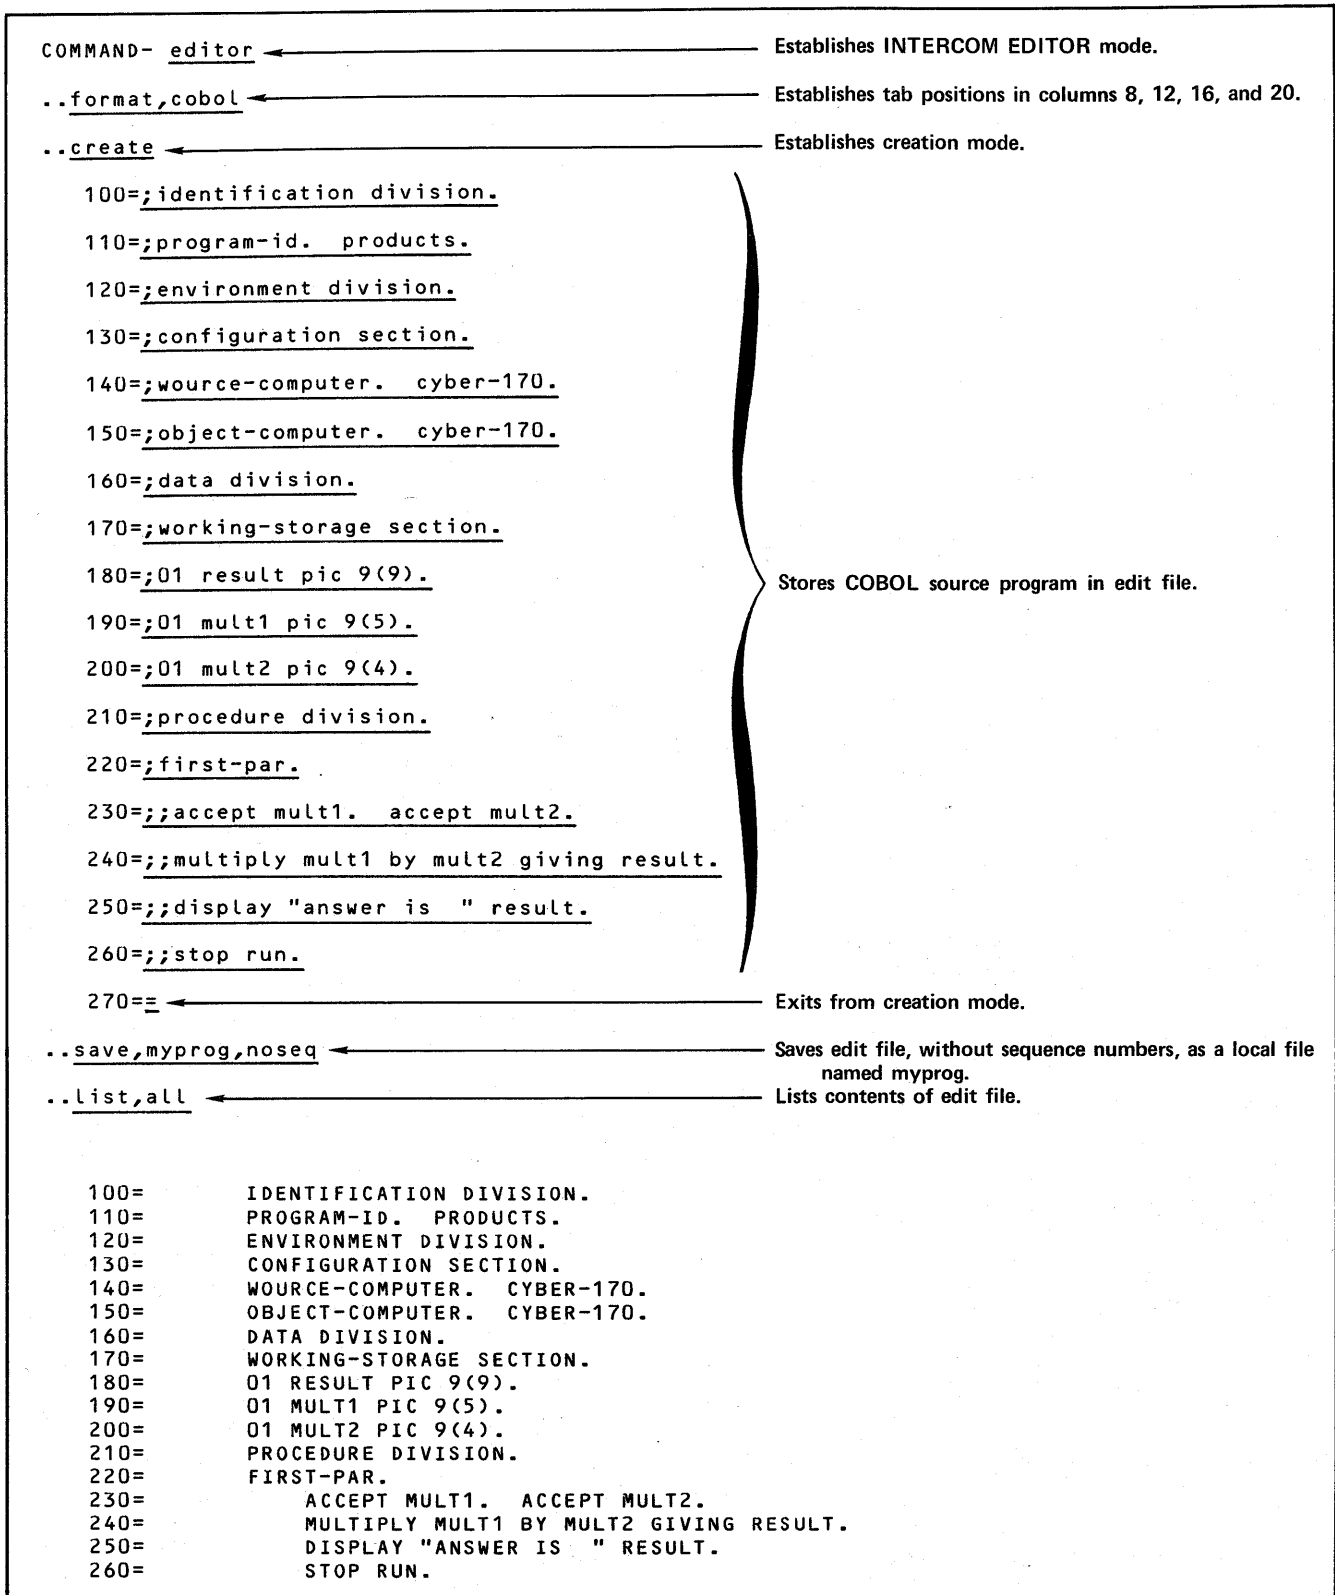 COMMAND- editor Establishes INTERCOM EDITOR mode.
..format,cobol Establishes tab positions in columns 8, 12, 16, and 20.
..create Establishes creation mode.
100=;identification division.
110=;program-id.  products.
120=;environment division.
130=;configuration section.
140=;wource-computer.  cyber-170.
150=;object-computer.  cyber-170.
160=;data division.
170=;working-storage section.
180=;01 result pic 9(9).
Stores COBOL source program in edit file.
190=;01 mult1 pic 9(5).
200=;01 mult2 pic 9(4).
210=;procedure division.
220=;first-par.
230=;;accept mult1.  accept mult2.
240=;;multiply mult1 by mult2 giving result.
250=;;display "answer is  " result.
260=;;stop run.
270== Exits from creation mode.
..save,myprog,noseq Saves edit file, without sequence numbers, as a local file
named myprog.
..list,all Lists contents of edit file.
100=       IDENTIFICATION DIVISION.
110=       PROGRAM-ID.  PRODUCTS.
120=       ENVIRONMENT DIVISION.
130=       CONFIGURATION SECTION.
140=       WOURCE-COMPUTER.  CYBER-170.
150=       OBJECT-COMPUTER.  CYBER-170.
160=       DATA DIVISION.
170=       WORKING-STORAGE SECTION.
180=       01 RESULT PIC 9(9).
190=       01 MULT1 PIC 9(5).
200=       01 MULT2 PIC 9(4).
210=       PROCEDURE DIVISION.
220=       FIRST-PAR.
230=           ACCEPT MULT1.  ACCEPT MULT2.
240=           MULTIPLY MULT1 BY MULT2 GIVING RESULT.
250=           DISPLAY "ANSWER IS  " RESULT.
260=           STOP RUN.